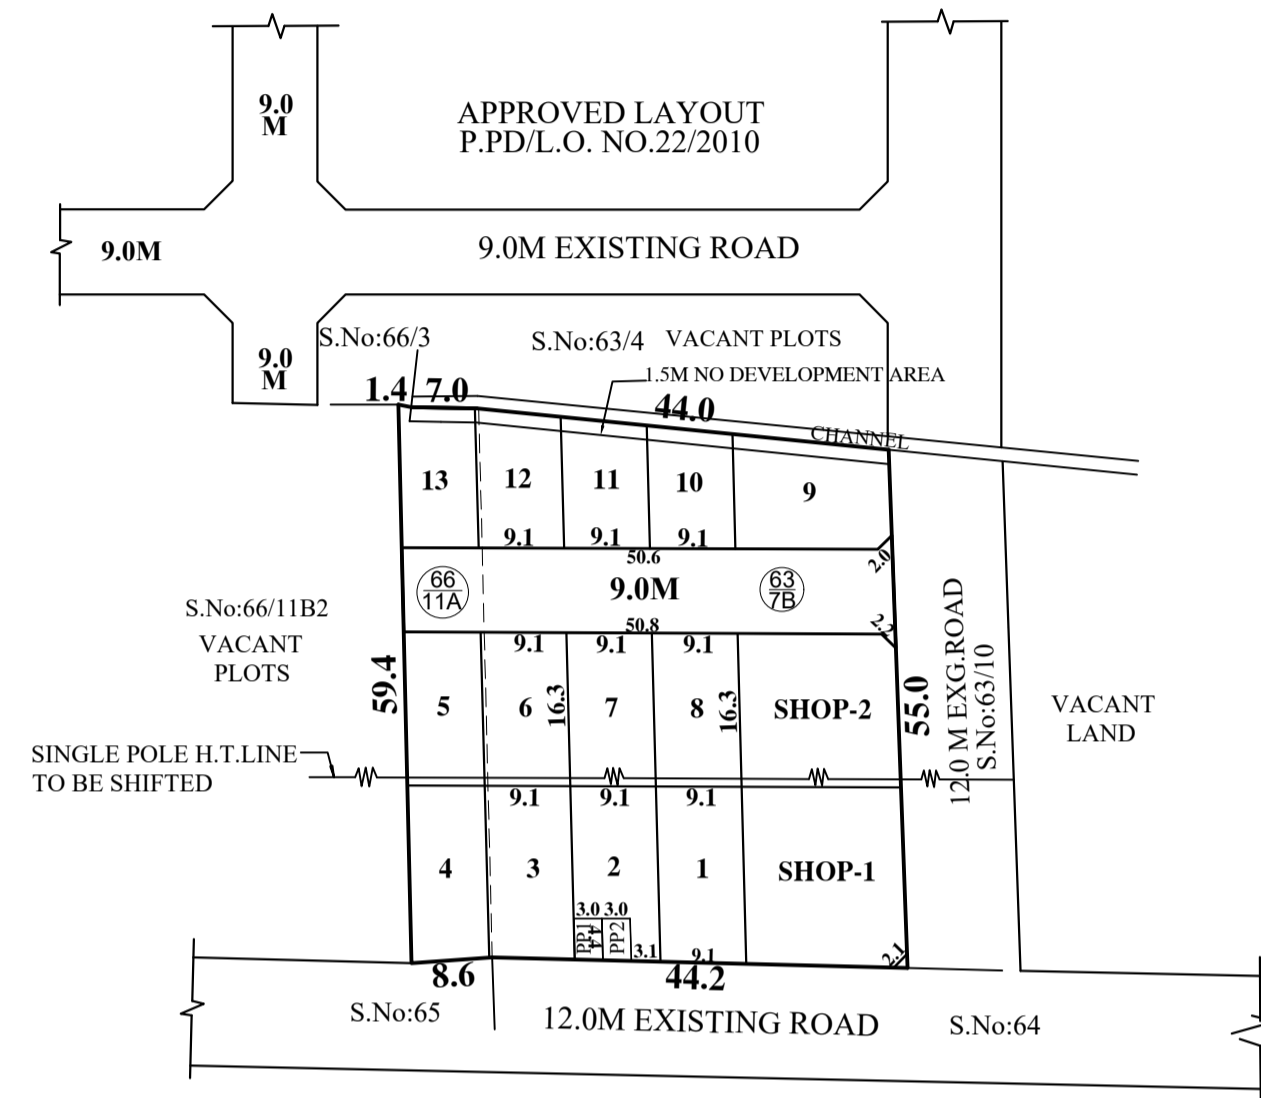 9.0
M
APPROVED LAYOUT
P.PD/L.O. NO.22/2010
9.0M
9.0M EXISTING ROAD
S.No:66/3
S.No:63/4
VACANT PLOTS
9.0
M
1.5M NO DEVELOPMENT AREA
1.4
7.0
44.0
CHANNEL
13
12
11
10
9
9.1
9.1
9.1
50.6
2.0
66
11A
9.0M
63
7B
S.No:66/11B2
VACANT
PLOTS
50.8
2.2
9.1
9.1
9.1
59.4
5
6
16.3
7
8
16.3
SHOP-2
55.0
12.0 M EXG.ROAD
S.No:63/10
VACANT
LAND
SINGLE POLE H.T.LINE
TO BE SHIFTED
9.1
9.1
9.1
4
3
2
1
SHOP-1
3.0
3.0
PP1
4.4
PP2
3.1
9.1
2.1
8.6
44.2
S.No:65
12.0M EXISTING ROAD
S.No:64